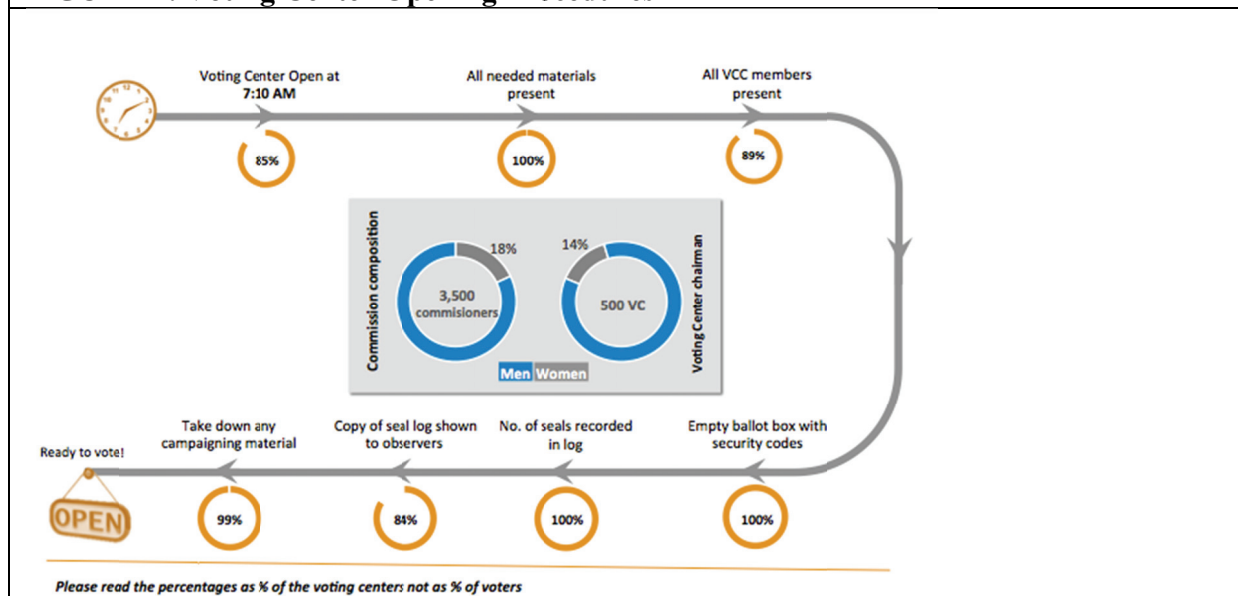 Voting Center Open at
7:10 AM
All needed materials
present
All VCC members
present
85%
100%
89%
Commission composition
18%
3,500
commisioners
14%
500 VC
Voting Center chairman
Men Women
Ready to vote!
Take down any
campaigning material
Copy of seal log shown
to observers
No. of seals recorded
in log
Empty ballot box with
security codes
OPEN
99%
84%
100%
100%
Please read the percentages as % of the voting centers not as % of voters